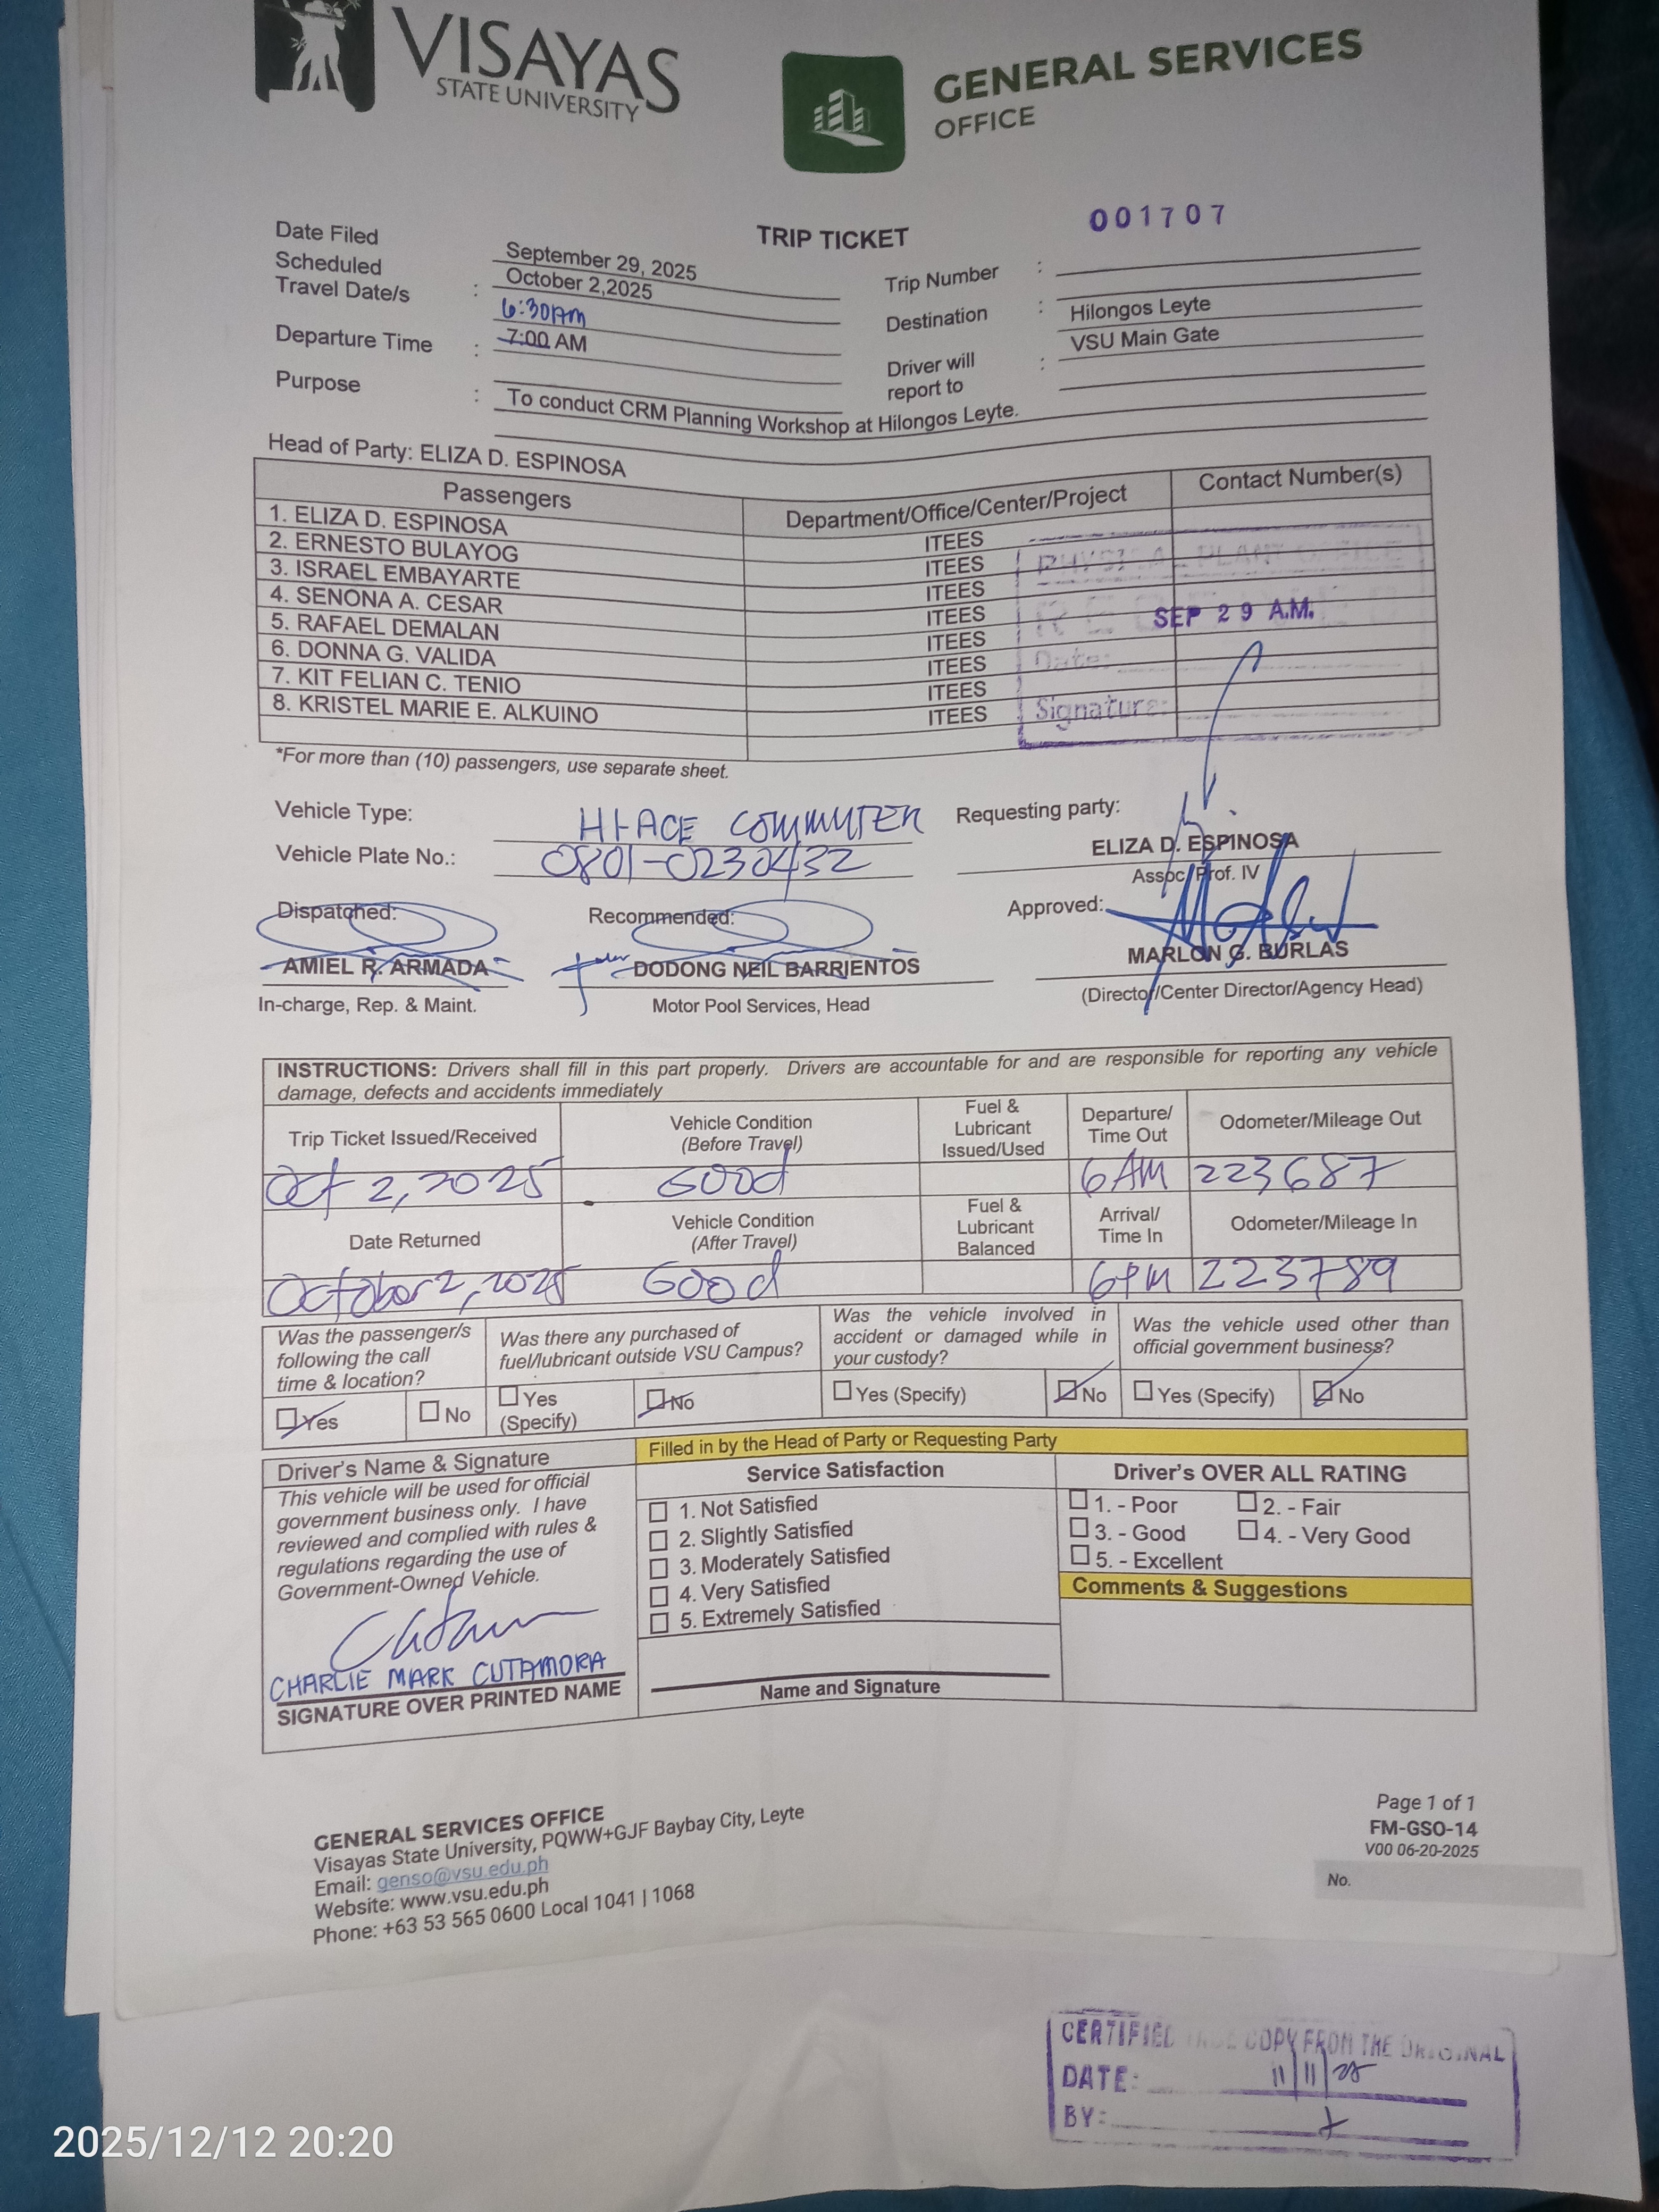 VISAYAS
STATE UNIVERSITY
GENERAL SERVICES
OFFICE
001707
TRIP TICKET
Date Filed
September 29, 2025
Scheduled
Travel Date/s : October 2,2025
6:30AM
Departure Time : 7:00 AM
Trip Number :
Destination : Hilongos Leyte
VSU Main Gate
Driver will
report to :
Purpose : To conduct CRM Planning Workshop at Hilongos Leyte.
Head of Party: ELIZA D. ESPINOSA
Passengers Department/Office/Center/Project Contact Number(s)
1. ELIZA D. ESPINOSA ITEES
2. ERNESTO BULAYOG ITEES
3. ISRAEL EMBAYARTE ITEES
4. SENONA A. CESAR ITEES
5. RAFAEL DEMALAN ITEES
6. DONNA G. VALIDA ITEES
7. KIT FELIAN C. TENIO ITEES
8. KRISTEL MARIE E. ALKUINO ITEES
PHYSICAL PLANT OFFICE
RECEIVED
SEP 29 A.M.
Date:
Signature:
*For more than (10) passengers, use separate sheet.
Vehicle Type: HI-ACE COMMUTER
Vehicle Plate No.: 0801-0230432
Requesting party:
ELIZA D. ESPINOSA
Assoc. Prof. IV
Dispatched: Recommended: Approved:
AMIEL R. ARMADA DODONG NEIL BARRIENTOS MARLON G. BURLAS
In-charge, Rep. & Maint. Motor Pool Services, Head (Director/Center Director/Agency Head)
INSTRUCTIONS: Drivers shall fill in this part properly. Drivers are accountable for and are responsible for reporting any vehicle
damage, defects and accidents immediately
Trip Ticket Issued/Received
Vehicle Condition
(Before Travel)
Fuel &
Lubricant
Issued/Used
Departure/
Time Out
Odometer/Mileage Out
Oct 2, 2025 Good 6AM 223687
Date Returned
Vehicle Condition
(After Travel)
Fuel &
Lubricant
Balanced
Arrival/
Time In
Odometer/Mileage In
October 2, 2025 Good 6PM 223789
Was the passenger/s
following the call
time & location?
Was there any purchased of
fuel/lubricant outside VSU Campus?
Was the vehicle involved in
accident or damaged while in
your custody?
Was the vehicle used other than
official government business?
Yes No
Yes
(Specify)
No
Yes (Specify) No
Yes (Specify) No
Driver's Name & Signature
This vehicle will be used for official
government business only. I have
reviewed and complied with rules &
regulations regarding the use of
Government-Owned Vehicle.
CHARLIE MARK CUTAMORA
SIGNATURE OVER PRINTED NAME
Filled in by the Head of Party or Requesting Party
Service Satisfaction
1. Not Satisfied
2. Slightly Satisfied
3. Moderately Satisfied
4. Very Satisfied
5. Extremely Satisfied
Name and Signature
Driver's OVER ALL RATING
1. - Poor 2. - Fair
3. - Good 4. - Very Good
5. - Excellent
Comments & Suggestions
GENERAL SERVICES OFFICE
Visayas State University, PQWW+GJF Baybay City, Leyte
Email: genso@vsu.edu.ph
Website: www.vsu.edu.ph
Phone: +63 53 565 0600 Local 1041 | 1068
Page 1 of 1
FM-GSO-14
V00 06-20-2025
No.
CERTIFIED TRUE COPY FROM THE ORIGINAL
DATE: 11/11/25
BY:
2025/12/12 20:20